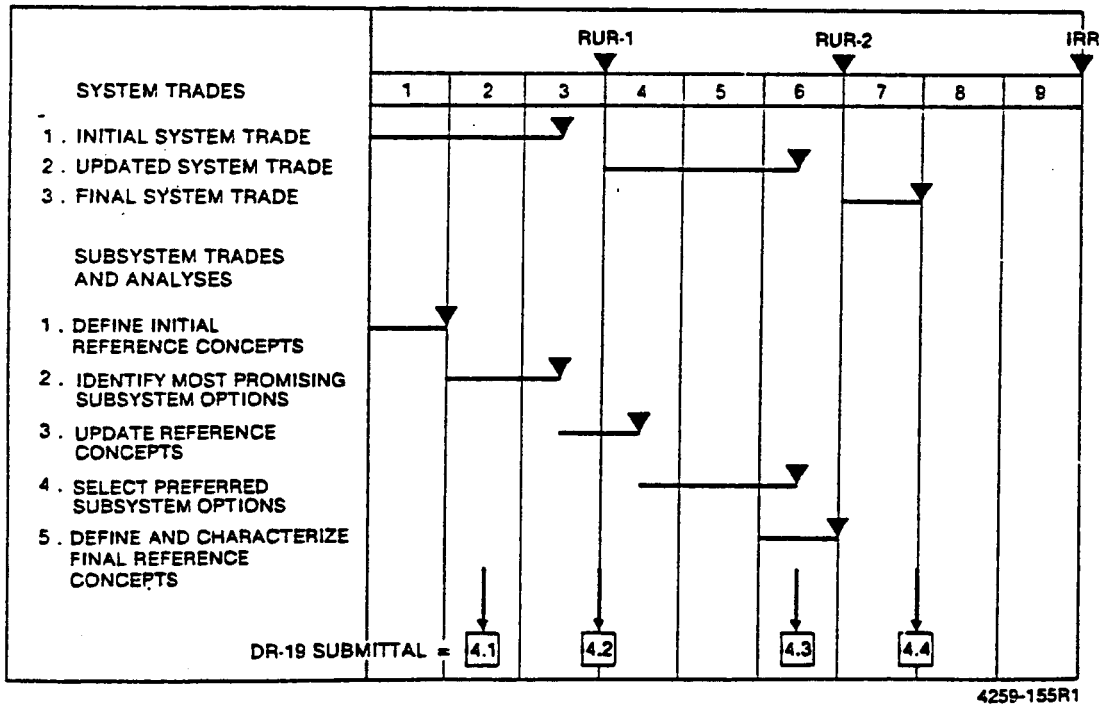 RUR-1 RUR-2 IRR
SYSTEM TRADES 1 2 3 4 5 6 7 8 9
1. INITIAL SYSTEM TRADE
2. UPDATED SYSTEM TRADE
3. FINAL SYSTEM TRADE
SUBSYSTEM TRADES
AND ANALYSES
1. DEFINE INITIAL
REFERENCE CONCEPTS
2. IDENTIFY MOST PROMISING
SUBSYSTEM OPTIONS
3. UPDATE REFERENCE
CONCEPTS
4. SELECT PREFERRED
SUBSYSTEM OPTIONS
5. DEFINE AND CHARACTERIZE
FINAL REFERENCE
CONCEPTS
DR-19 SUBMITTAL = 4.1 4.2 4.3 4.4
4259-155R1